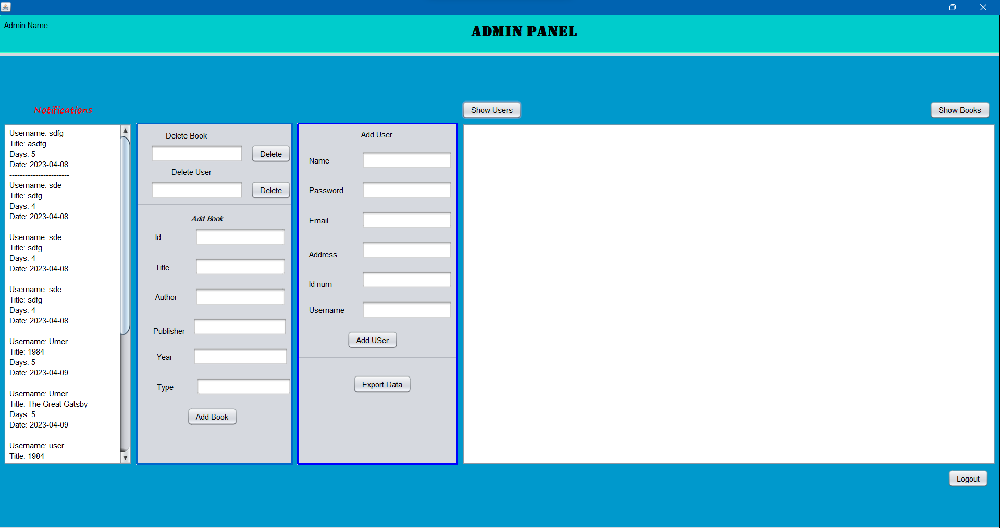 Admin Name :
ADMIN PANEL
Notifications
Show Users
Show Books
Username: sdfg
Title: asdfg
Days: 5
Date: 2023-04-08
-----------------------
Username: sde
Title: sdfg
Days: 4
Date: 2023-04-08
-----------------------
Username: sde
Title: sdfg
Days: 4
Date: 2023-04-08
-----------------------
Username: sde
Title: sdfg
Days: 4
Date: 2023-04-08
-----------------------
Username: Umer
Title: 1984
Days: 5
Date: 2023-04-09
-----------------------
Username: Umer
Title: The Great Gatsby
Days: 5
Date: 2023-04-09
-----------------------
Username: user
Title: 1984
Delete Book
Delete
Delete User
Delete
Add Book
Id
Title
Author
Publisher
Year
Type
Add Book
Add User
Name
Password
Email
Address
Id num
Username
Add USer
Export Data
Logout